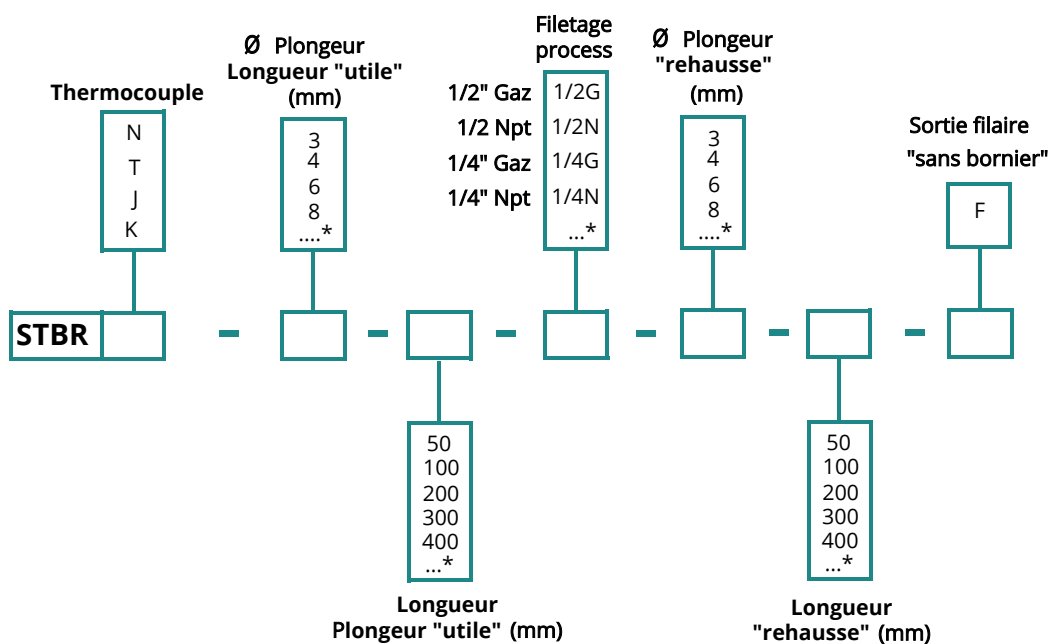 Thermocouple
N
T
J
K
Ø Plongeur
Longueur "utile"
(mm)
3
4
6
8
....*
Filetage
process
1/2" Gaz 1/2G
1/2 Npt 1/2N
1/4" Gaz 1/4G
1/4" Npt 1/4N
...*
Ø Plongeur
"rehausse"
(mm)
3
4
6
8
....*
Sortie filaire
"sans bornier"
F
STBR - - - - - -
50
100
200
300
400
...*
Longueur
Plongeur "utile" (mm)
50
100
200
300
400
...*
Longueur
"rehausse" (mm)